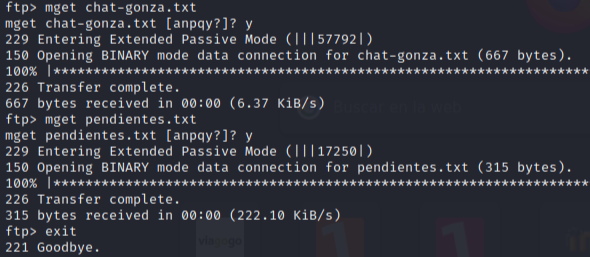 ftp> mget chat-gonza.txt
mget chat-gonza.txt [anpqy?]? y
229 Entering Extended Passive Mode (|||57792|)
150 Opening BINARY mode data connection for chat-gonza.txt (667 bytes).
100% |***********************************************************************
226 Transfer complete.
667 bytes received in 00:00 (6.37 KiB/s)
ftp> mget pendientes.txt
mget pendientes.txt [anpqy?]? y
229 Entering Extended Passive Mode (|||17250|)
150 Opening BINARY mode data connection for pendientes.txt (315 bytes).
100% |***********************************************************************
226 Transfer complete.
315 bytes received in 00:00 (222.10 KiB/s)
ftp> exit
221 Goodbye.